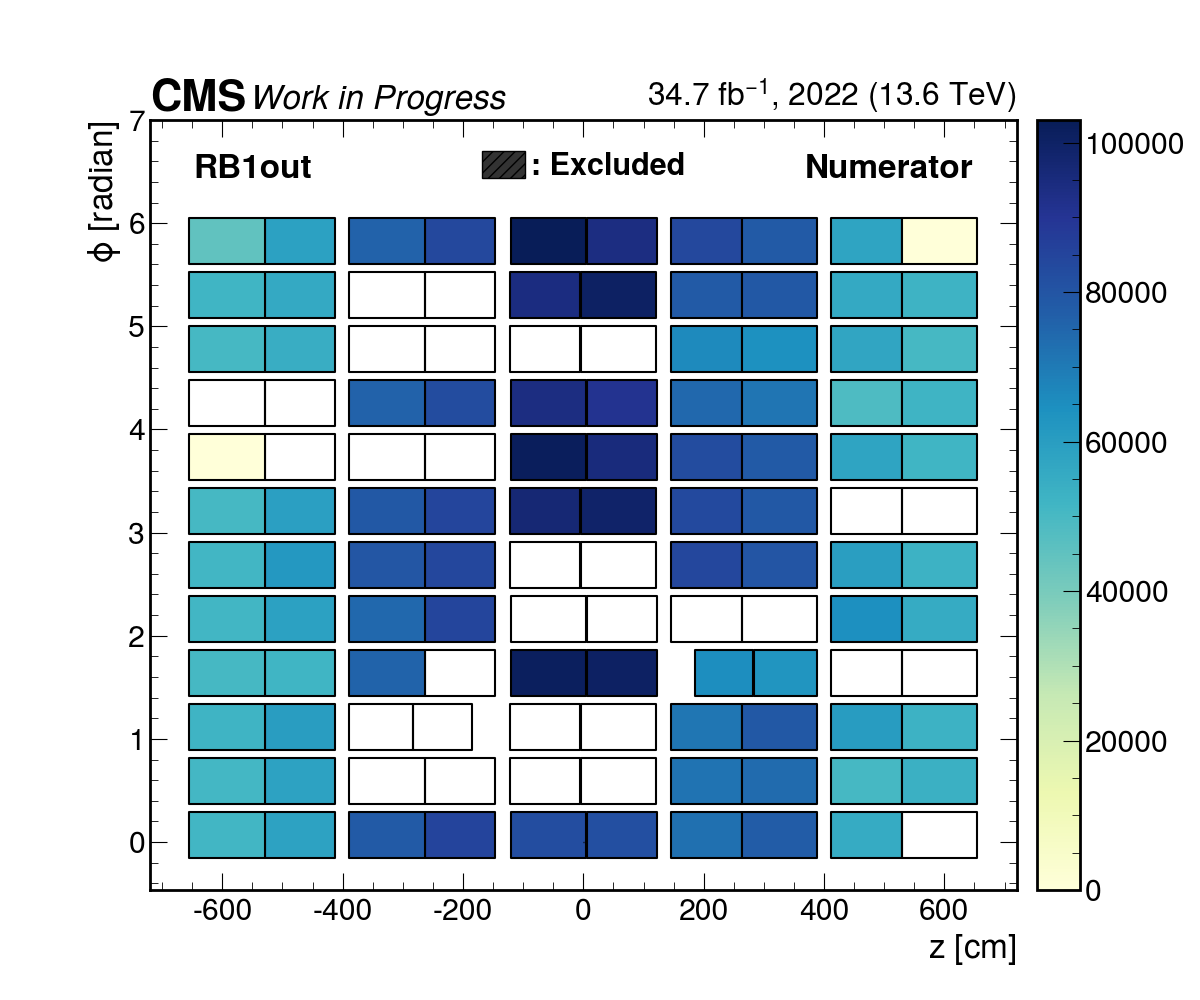 CMS Work in Progress 34.7 fb⁻¹, 2022 (13.6 TeV)
RB1out : Excluded Numerator
ϕ [radian]
7
6
5
4
3
2
1
0
-600 -400 -200 0 200 400 600
z [cm]
100000
80000
60000
40000
20000
0